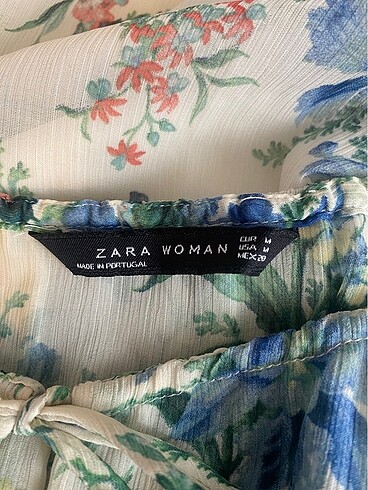 ZARA WOMAN
MADE IN PORTUGAL
EUR M
USA M
MEX 28